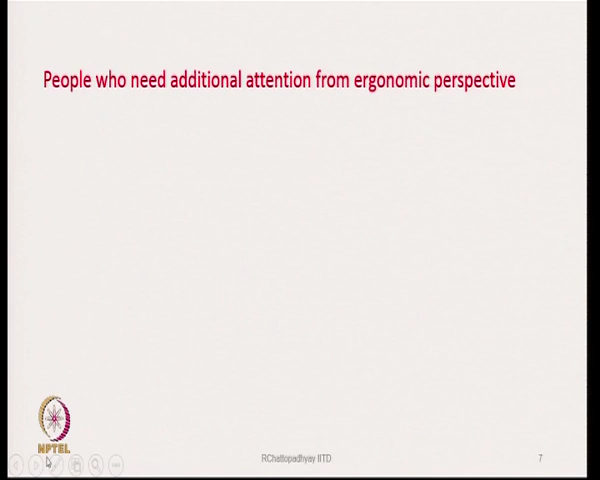 People who need additional attention from ergonomic perspective
NPTEL
RChattopadhyay IITD
7